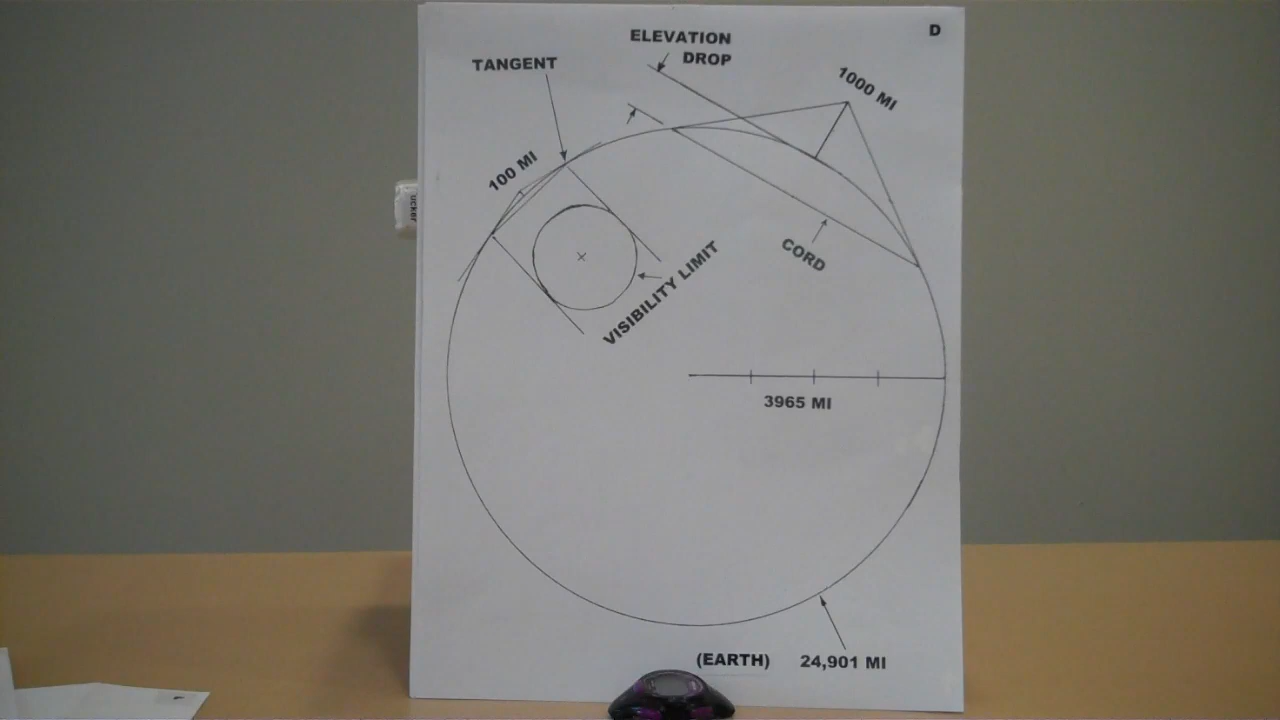 D
ELEVATION
DROP
TANGENT
1000 MI
100 MI
CORD
VISIBILITY LIMIT
3965 MI
(EARTH) 24,901 MI